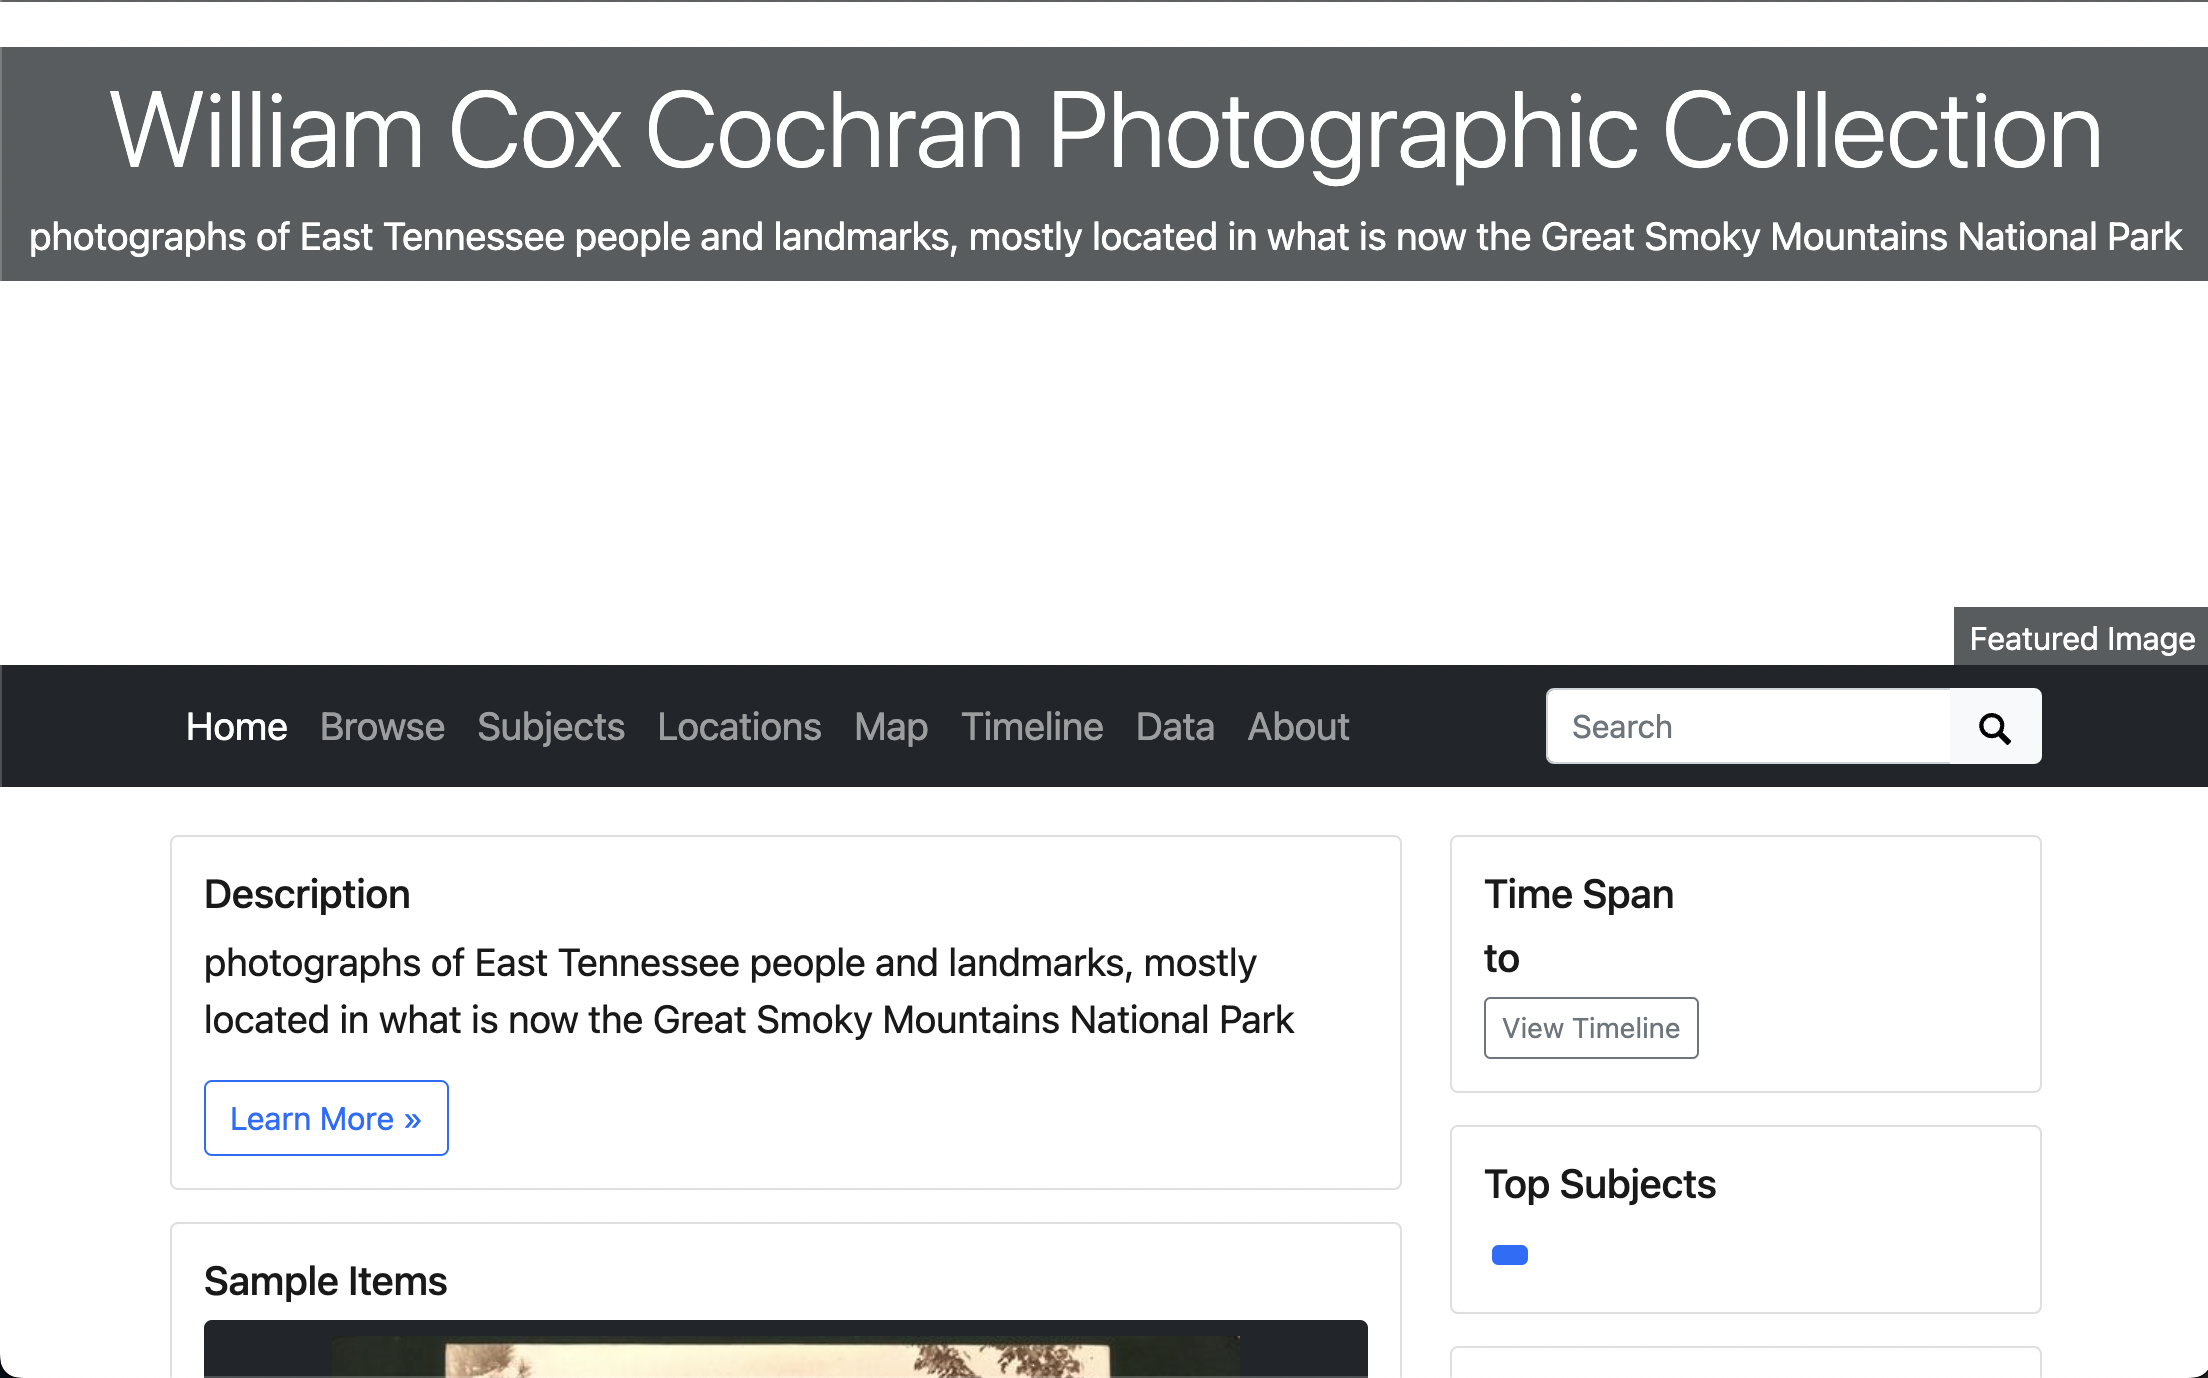 William Cox Cochran Photographic Collection
photographs of East Tennessee people and landmarks, mostly located in what is now the Great Smoky Mountains National Park
Featured Image
Home Browse Subjects Locations Map Timeline Data About Search
Description
photographs of East Tennessee people and landmarks, mostly
located in what is now the Great Smoky Mountains National Park
Learn More »
Time Span
to
View Timeline
Top Subjects
Sample Items